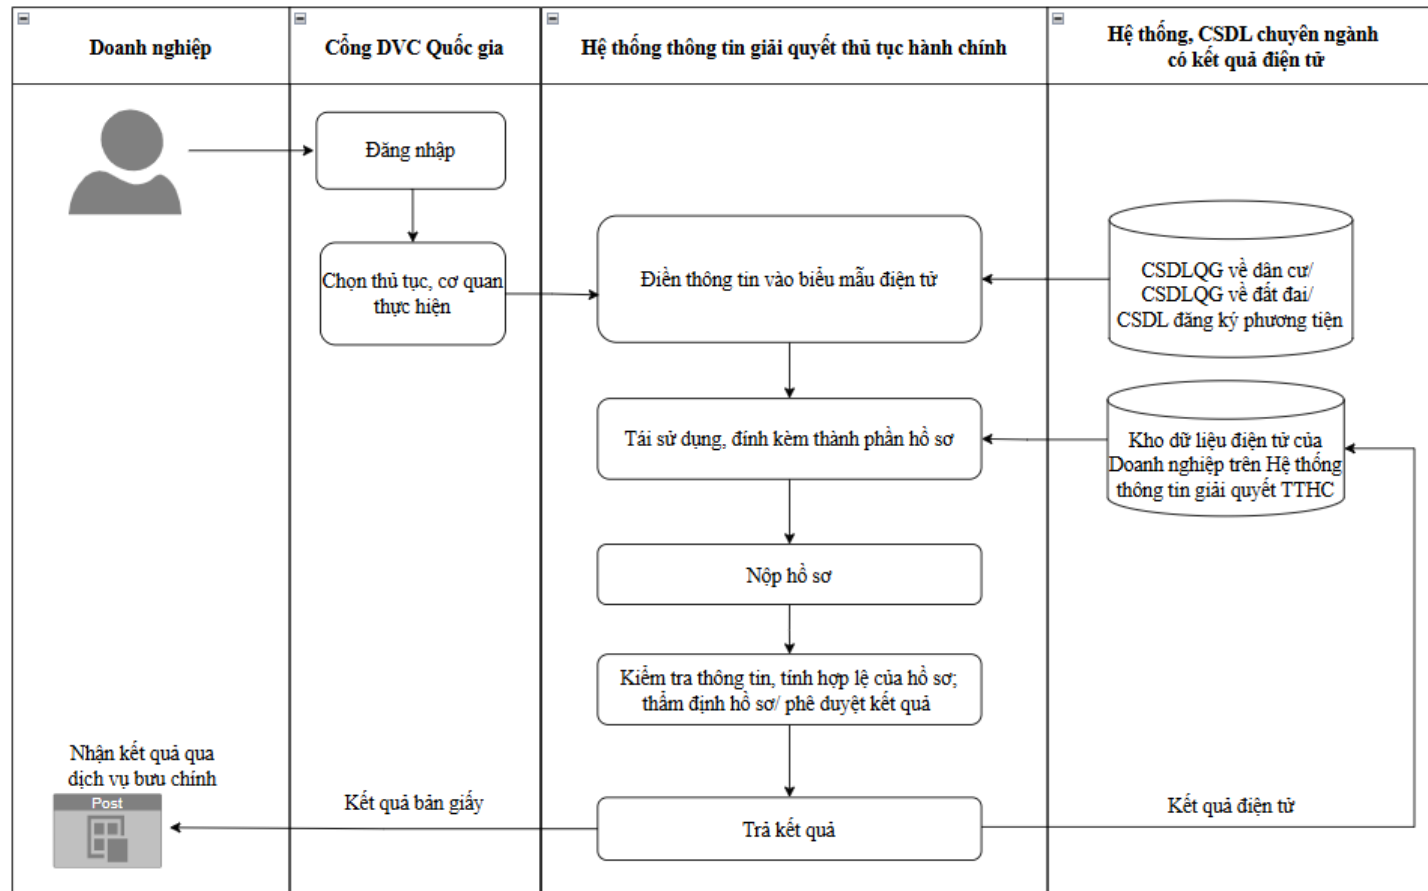 Doanh nghiệp
Cổng DVC Quốc gia
Hệ thống thông tin giải quyết thủ tục hành chính
Hệ thống, CSDL chuyên ngành
có kết quả điện tử
Đăng nhập
Chọn thủ tục, cơ quan
thực hiện
Điền thông tin vào biểu mẫu điện tử
CSDLQG về dân cư/
CSDLQG về đất đai/
CSDL đăng ký phương tiện
Tái sử dụng, đính kèm thành phần hồ sơ
Kho dữ liệu điện tử của
Doanh nghiệp trên Hệ thống
thông tin giải quyết TTHC
Nộp hồ sơ
Kiểm tra thông tin, tính hợp lệ của hồ sơ;
thẩm định hồ sơ/ phê duyệt kết quả
Nhận kết quả qua
dịch vụ bưu chính
Post
Kết quả bản giấy
Trả kết quả
Kết quả điện tử